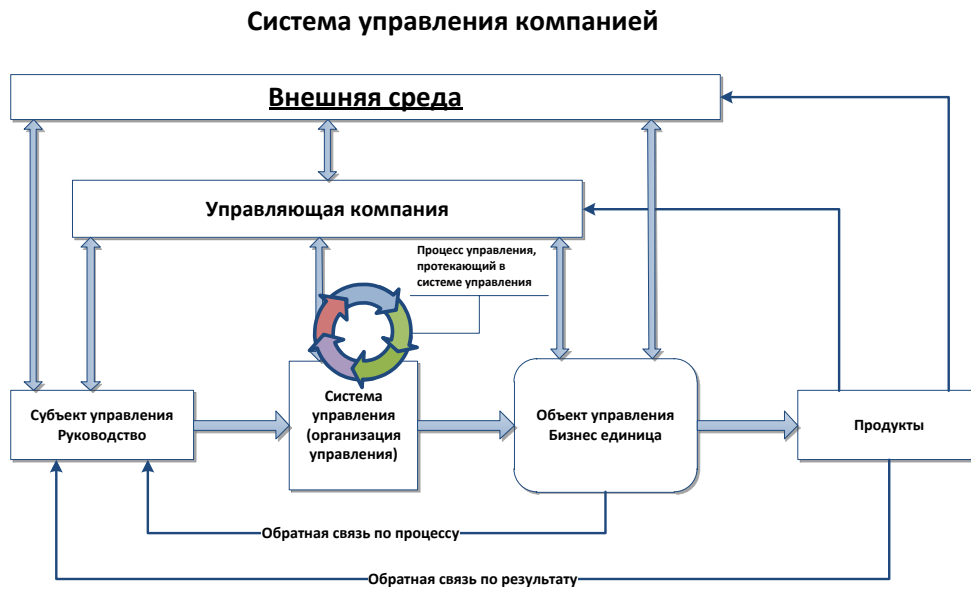 Система управления компанией
Внешняя среда
Управляющая компания
Процесс управления,
протекающий в
системе управления
Субъект управления
Руководство
Система
управления
(организация
управления)
Объект управления
Бизнес единица
Продукты
Обратная связь по процессу
Обратная связь по результату